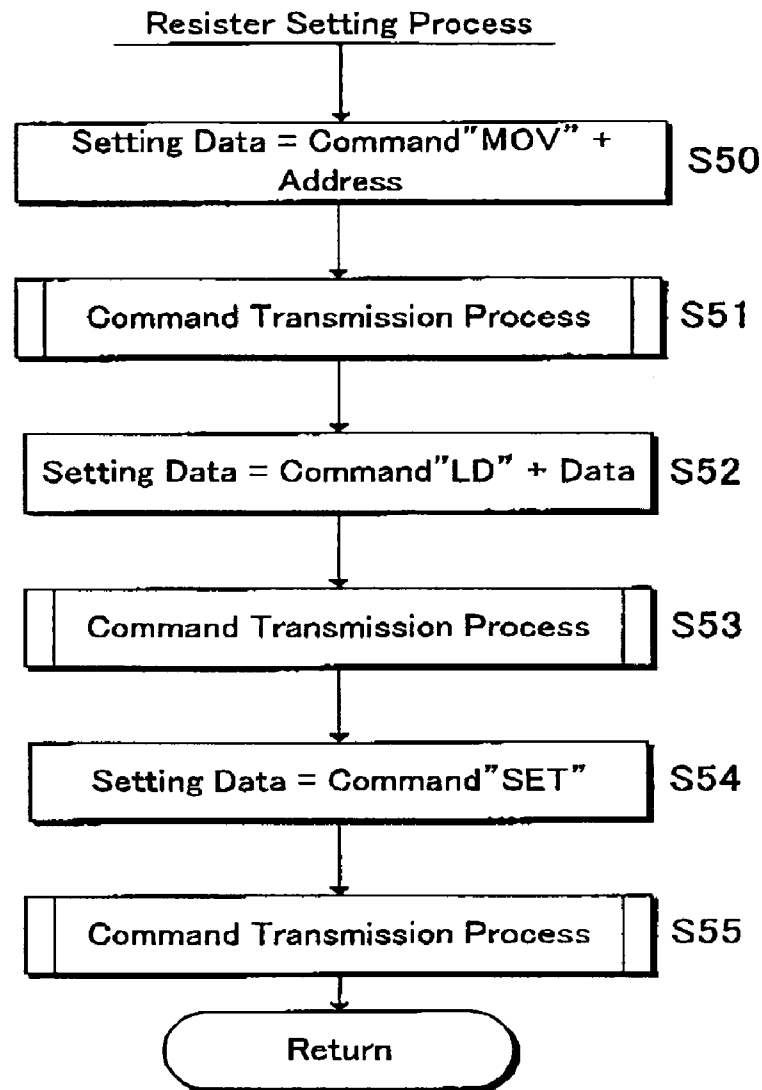 Resister Setting Process
Setting Data = Command"MOV" +
Address
S50
Command Transmission Process
S51
Setting Data = Command"LD" + Data
S52
Command Transmission Process
S53
Setting Data = Command"SET"
S54
Command Transmission Process
S55
Return